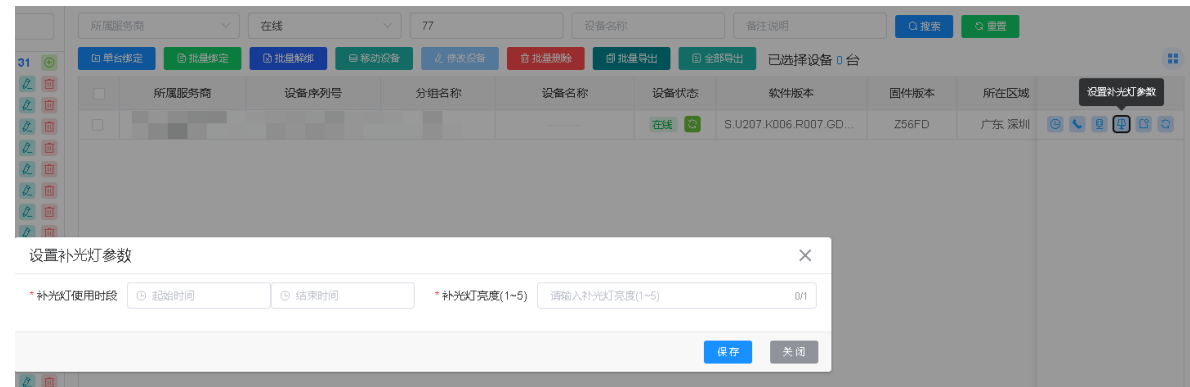 所属服务商 在线 77 设备名称 备注说明 搜索 重置
31 单台绑定 批量绑定 批量解绑 移动设备 修改设备 批量删除 批量导出 全部导出 已选择设备 0 台
设置补光灯参数
所属服务商 设备序列号 分组名称 设备名称 设备状态 软件版本 固件版本 所在区域
在线 S.U207.K006.R007.GD... Z56FD 广东 深圳
设置补光灯参数
* 补光灯使用时段 起始时间 结束时间 * 补光灯亮度(1~5) 请输入补光灯亮度(1~5) 0/1
保存 关闭